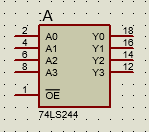 .A
2 A0 Y0 18
4 A1 Y1 16
6 A2 Y2 14
8 A3 Y3 12
1 OE
74LS244